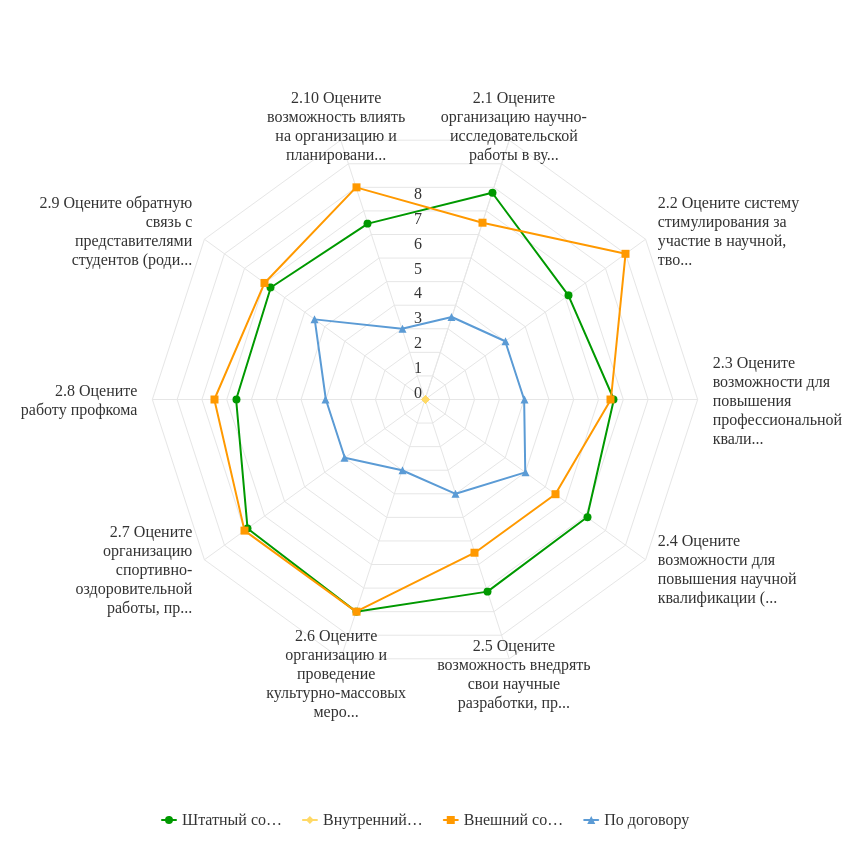 2.10 Оцените
возможность влиять
на организацию и
планировани...
2.1 Оцените
организацию научно-
исследовательской
работы в ву...
2.9 Оцените обратную
связь с
представителями
студентов (роди...
2.2 Оцените систему
стимулирования за
участие в научной,
тво...
8
7
6
5
4
3
2
1
0
2.8 Оцените
работу профкома
2.3 Оцените
возможности для
повышения
профессиональной
квали...
2.7 Оцените
организацию
спортивно-
оздоровительной
работы, пр...
2.4 Оцените
возможности для
повышения научной
квалификации (...
2.6 Оцените
организацию и
проведение
культурно-массовых
меро...
2.5 Оцените
возможность внедрять
свои научные
разработки, пр...
Штатный со… Внутренний… Внешний со… По договору